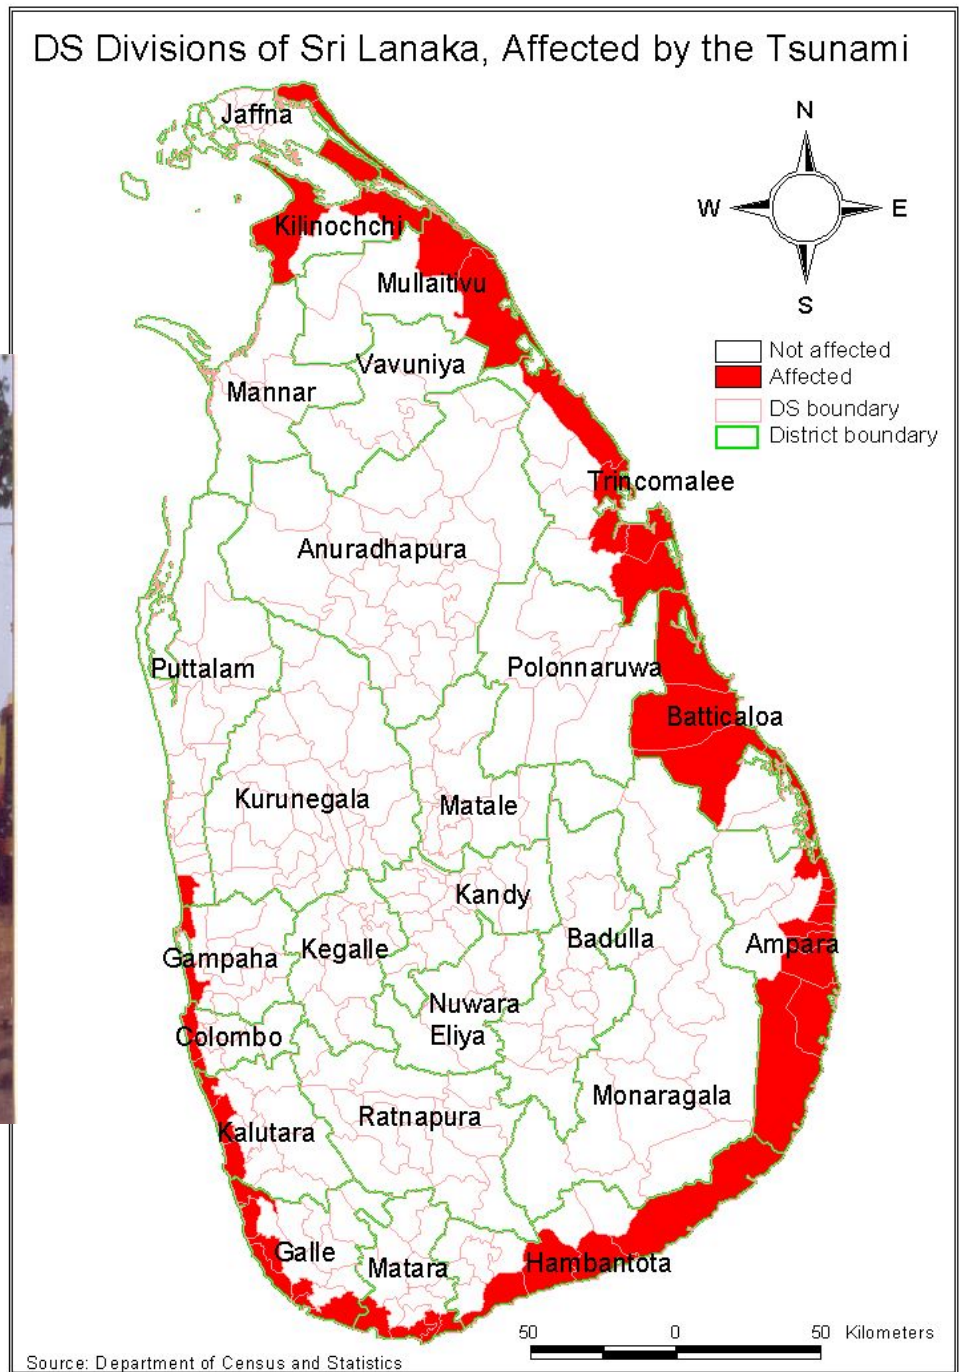 DS Divisions of Sri Lanaka, Affected by the Tsunami
N
W
E
S
Not affected
Affected
DS boundary
District boundary
Jaffna
Kilinochchi
Mullaitivu
Vavuniya
Mannar
Trincomalee
Anuradhapura
Puttalam
Polonnaruwa
Batticaloa
Kurunegala
Matale
Kandy
Badulla
Ampara
Gampaha
Kegalle
Nuwara
Eliya
Colombo
Monaragala
Ratnapura
Kalutara
Galle
Matara
Hambantota
50 0 50 Kilometers
Source: Department of Census and Statistics